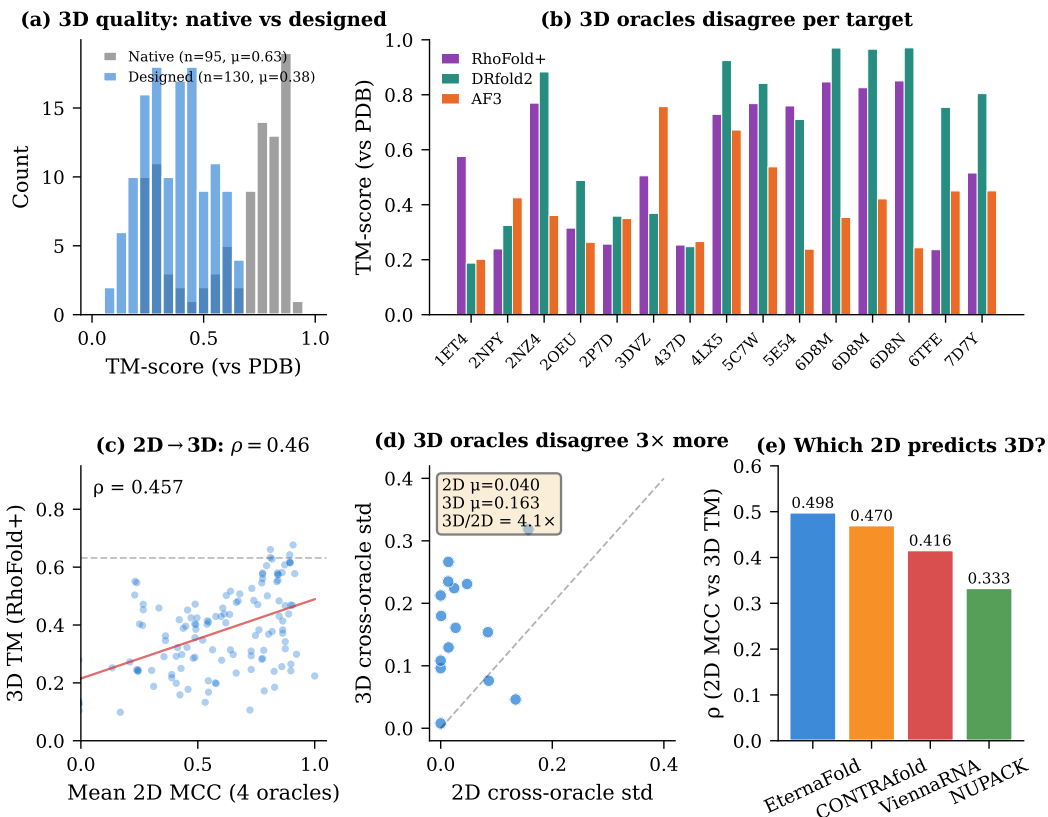 (a) 3D quality: native vs designed
Native (n=95, μ=0.63)
Designed (n=130, μ=0.38)
Count
0
5
10
15
0.0
0.5
1.0
TM-score (vs PDB)
(b) 3D oracles disagree per target
RhoFold+
DRfold2
AF3
TM-score (vs PDB)
1.0
0.8
0.6
0.4
0.2
0.0
1ET4
2NPY
2NZ4
2OEU
2P7D
3DVZ
437D
4LX5
5C7W
5E54
6D8M
6D8M
6D8N
6TFE
7D7Y
(c) 2D→3D: ρ = 0.46
ρ = 0.457
3D TM (RhoFold+)
0.8
0.6
0.4
0.2
0.0
0.0
0.5
1.0
Mean 2D MCC (4 oracles)
(d) 3D oracles disagree 3× more
2D μ=0.040
3D μ=0.163
3D/2D = 4.1×
3D cross-oracle std
0.4
0.3
0.2
0.1
0.0
0.0
0.2
0.4
2D cross-oracle std
(e) Which 2D predicts 3D?
ρ (2D MCC vs 3D TM)
0.6
0.5
0.4
0.3
0.2
0.1
0.0
0.498
0.470
0.416
0.333
EternaFold
CONTRAfold
ViennaRNA
NUPACK